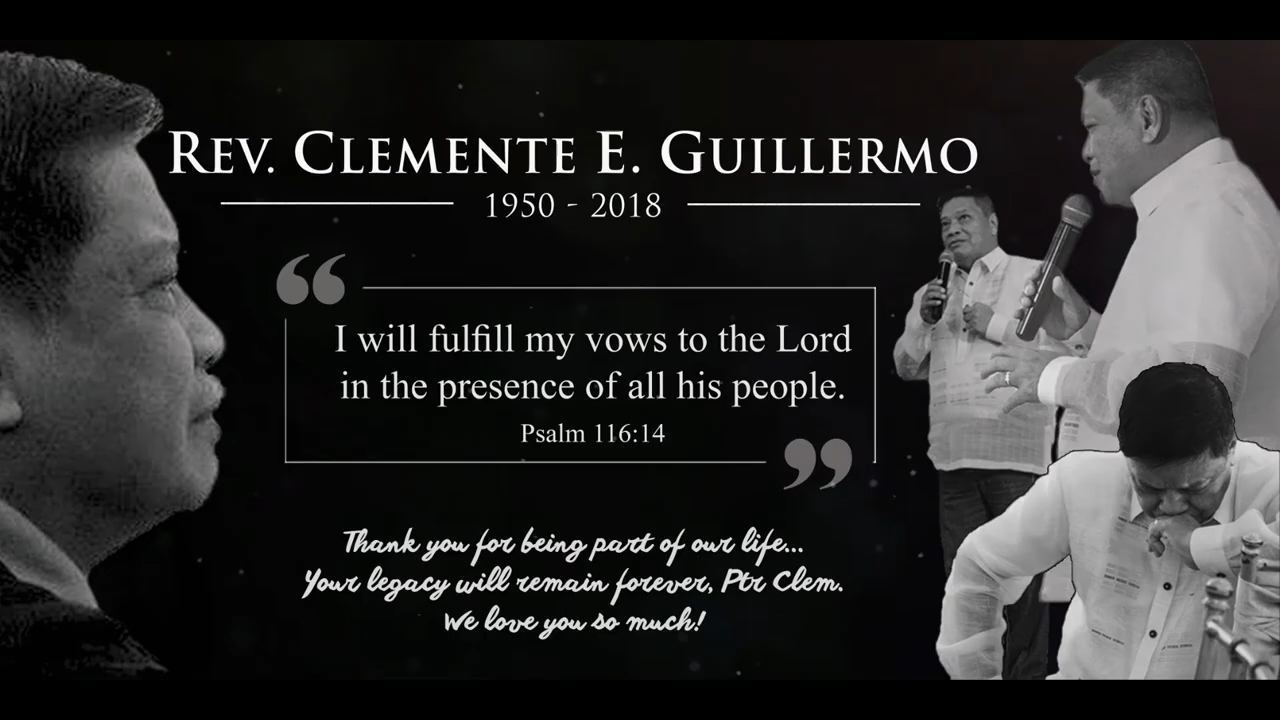 REV. CLEMENTE E. GUILLERMO
1950 - 2018
“
I will fulfill my vows to the Lord
in the presence of all his people.
Psalm 116:14
”
Thank you for being part of our life...
Your legacy will remain forever, Ptr Clem.
We love you so much!